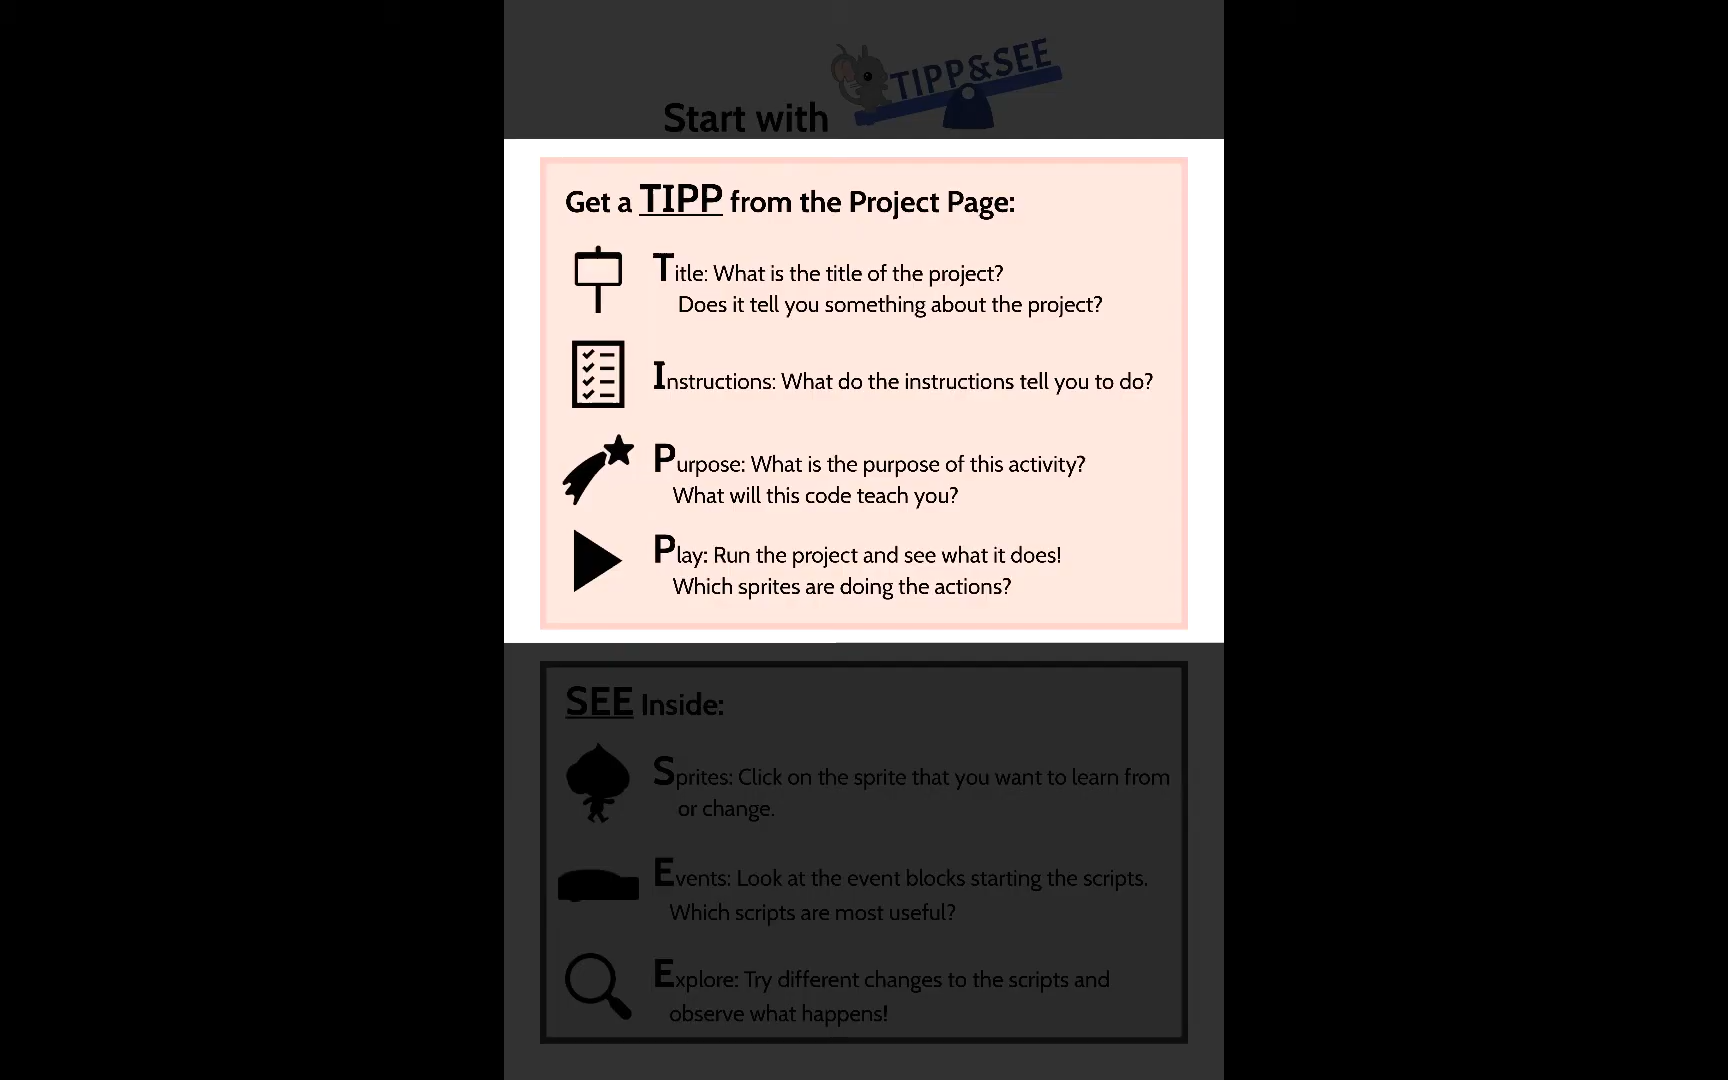 TIPP&SEE
Start with
Get a TIPP from the Project Page:
Title: What is the title of the project?
Does it tell you something about the project?
Instructions: What do the instructions tell you to do?
Purpose: What is the purpose of this activity?
What will this code teach you?
Play: Run the project and see what it does!
Which sprites are doing the actions?
SEE Inside:
Sprites: Click on the sprite that you want to learn from
or change.
Events: Look at the event blocks starting the scripts.
Which scripts are most useful?
Explore: Try different changes to the scripts and
observe what happens!